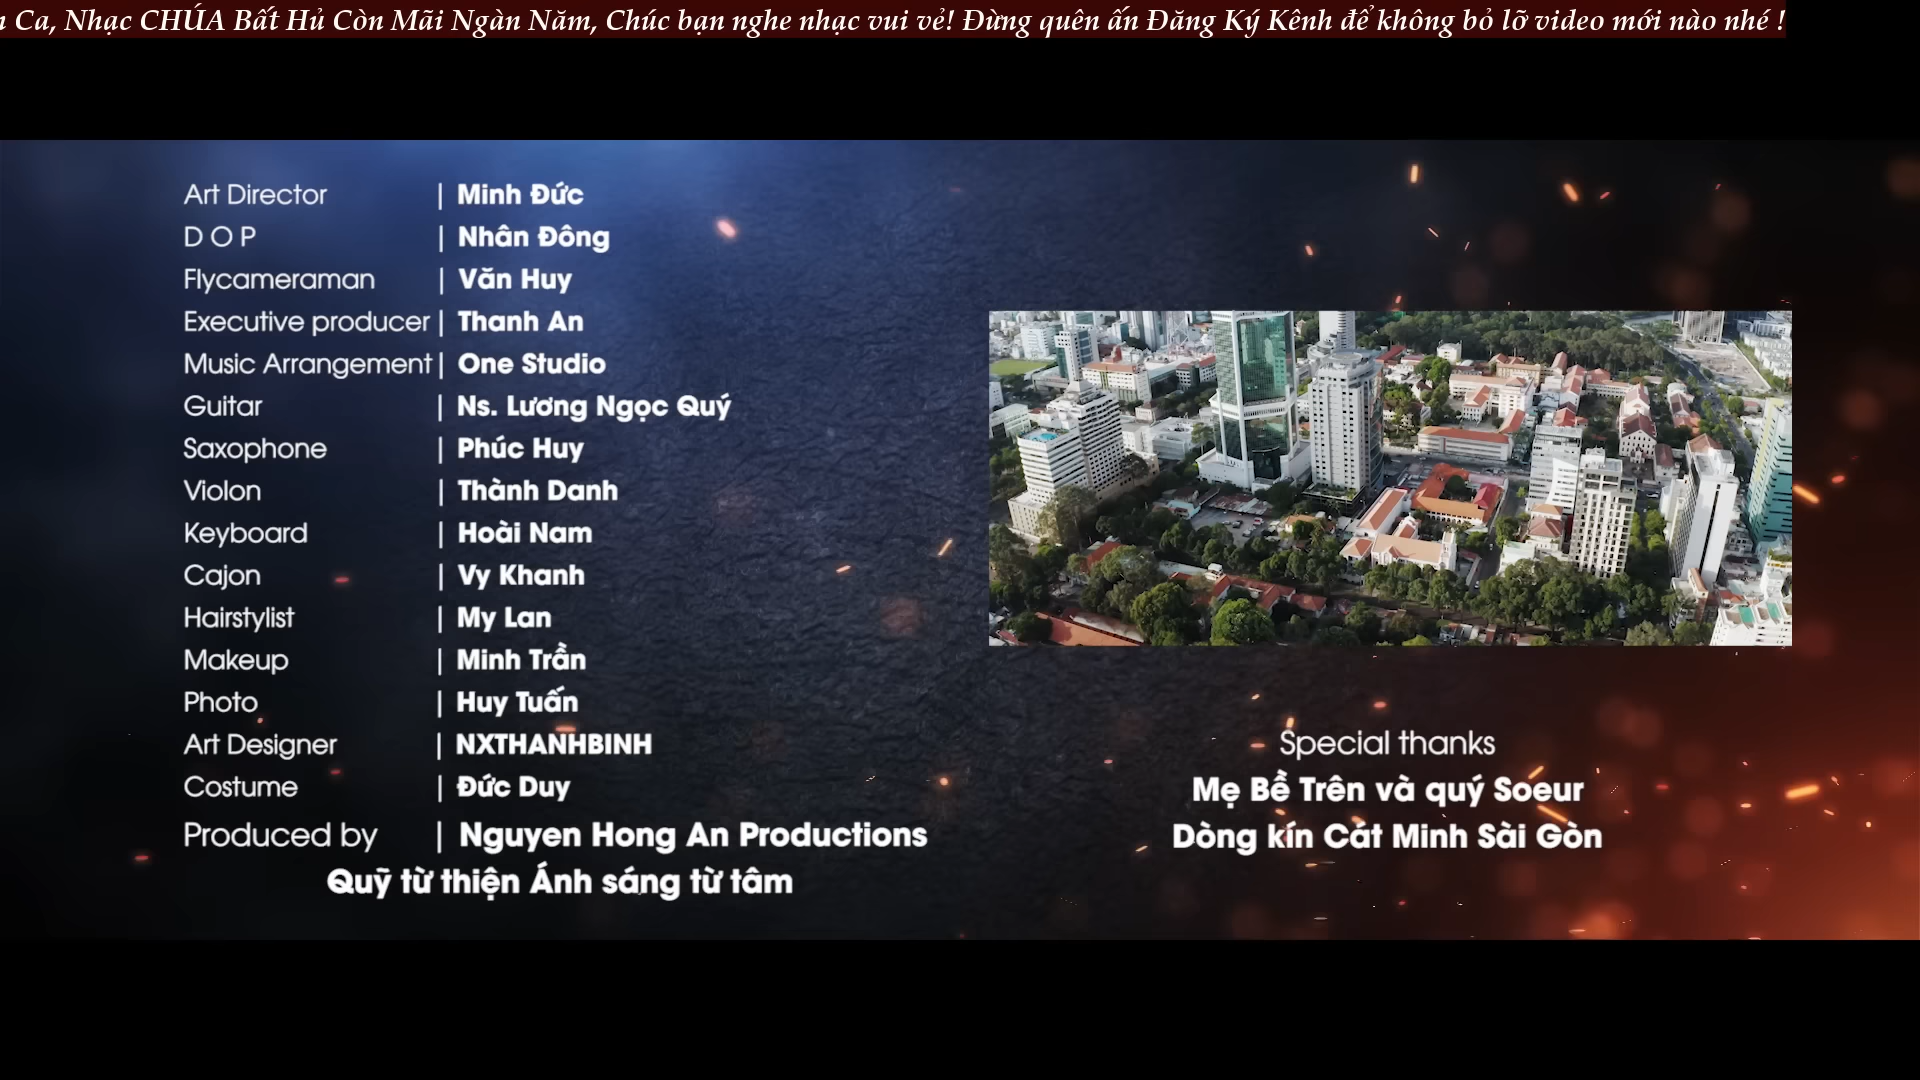 Ca, Nhạc CHÚA Bất Hủ Còn Mãi Ngàn Năm, Chúc bạn nghe nhạc vui vẻ! Đừng quên ấn Đăng Ký Kênh để không bỏ lỡ video mới nào nhé !
Art Director | Minh Đức
D O P | Nhân Đông
Flycameraman | Văn Huy
Executive producer | Thanh An
Music Arrangement | One Studio
Guitar | Ns. Lương Ngọc Quý
Saxophone | Phúc Huy
Violon | Thành Danh
Keyboard | Hoài Nam
Cajon | Vy Khanh
Hairstylist | My Lan
Makeup | Minh Trần
Photo | Huy Tuấn
Art Designer | NXTHANHBINH
Costume | Đức Duy
Produced by | Nguyen Hong An Productions
Quỹ từ thiện Ánh sáng từ tâm
Special thanks
Mẹ Bề Trên và quý Soeur
Dòng kín Cát Minh Sài Gòn